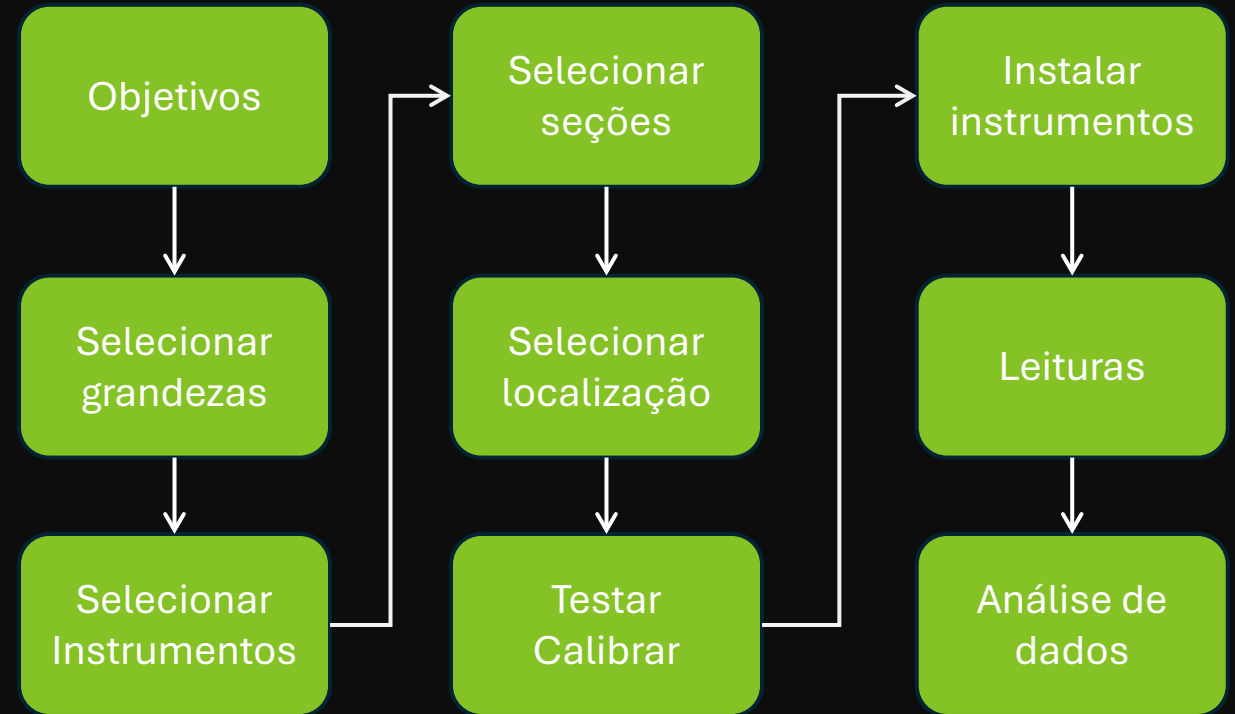 Objetivos
Selecionar
grandezas
Selecionar
Instrumentos
Selecionar
seções
Selecionar
localização
Testar
Calibrar
Instalar
instrumentos
Leituras
Análise de
dados